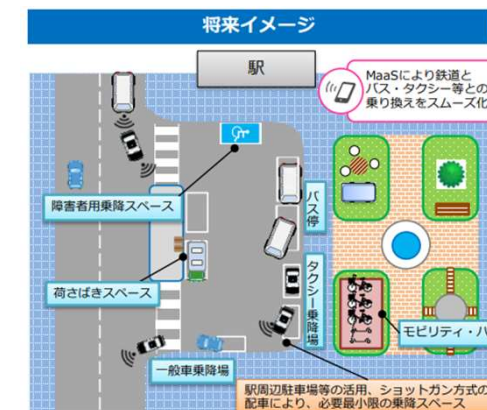 将来イメージ
駅
MaaSにより鉄道と
バス・タクシー等との
乗り換えをスムーズ化
障害者用乗降スペース
バス停
荷さばきスペース
タクシー乗降場
モビリティ・ハ
一般車乗降場
駅周辺駐車場等の活用、ショットガン方式の
配車により、必要最小限の乗降スペース